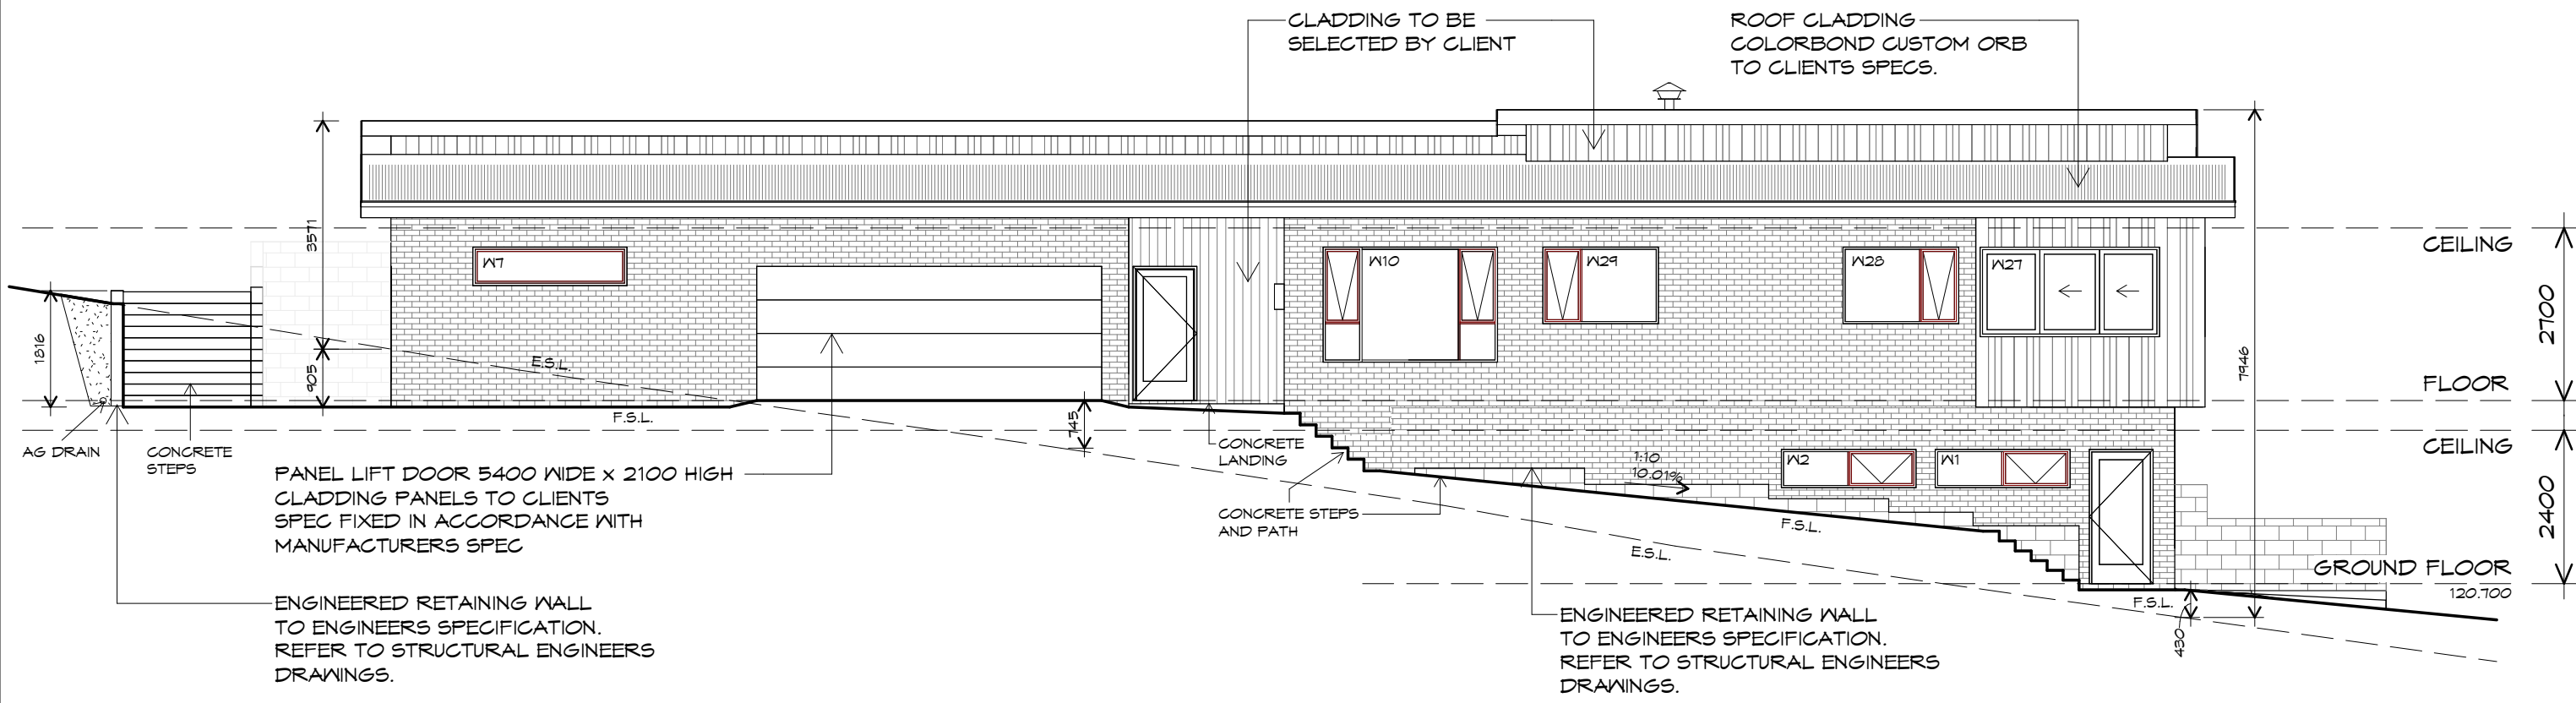 CLADDING TO BE
SELECTED BY CLIENT
ROOF CLADDING
COLORBOND CUSTOM ORB
TO CLIENTS SPECS.
3571
905
1816
W7
W10
W29
W28
W27
CEILING
2700
FLOOR
7946
E.S.L.
F.S.L.
745
AG DRAIN
CONCRETE
STEPS
CONCRETE
LANDING
CEILING
W2
W1
1:10
10.01%
2400
PANEL LIFT DOOR 5400 WIDE x 2100 HIGH
CLADDING PANELS TO CLIENTS
SPEC FIXED IN ACCORDANCE WITH
MANUFACTURERS SPEC
CONCRETE STEPS
AND PATH
F.S.L.
E.S.L.
GROUND FLOOR
120.700
F.S.L.
430
ENGINEERED RETAINING WALL
TO ENGINEERS SPECIFICATION.
REFER TO STRUCTURAL ENGINEERS
DRAWINGS.
ENGINEERED RETAINING WALL
TO ENGINEERS SPECIFICATION.
REFER TO STRUCTURAL ENGINEERS
DRAWINGS.